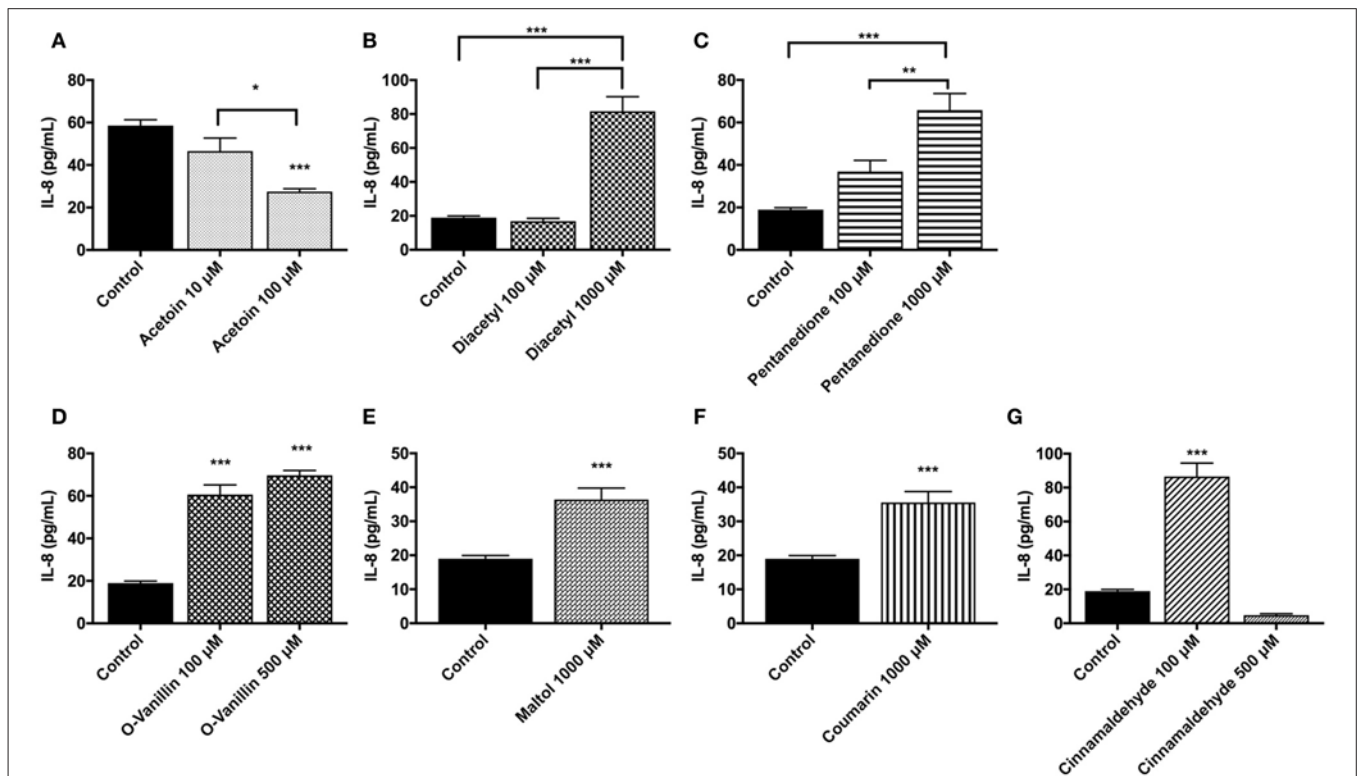 A
IL-8 (pg/mL)
80
60
40
20
0
*
***
Control
Acetoin 10 µM
Acetoin 100 µM
B
IL-8 (pg/mL)
100
80
60
40
20
0
***
***
Control
Diacetyl 100 µM
Diacetyl 1000 µM
C
IL-8 (pg/mL)
80
60
40
20
0
***
**
Control
Pentanedione 100 µM
Pentanedione 1000 µM
D
IL-8 (pg/mL)
80
60
40
20
0
***
***
Control
O-Vanillin 100 µM
O-Vanillin 500 µM
E
IL-8 (pg/mL)
50
40
30
20
10
0
***
Control
Maltol 1000 µM
F
IL-8 (pg/mL)
50
40
30
20
10
0
***
Control
Coumarin 1000 µM
G
IL-8 (pg/mL)
100
80
60
40
20
0
***
Control
Cinnamaldehyde 100 µM
Cinnamaldehyde 500 µM